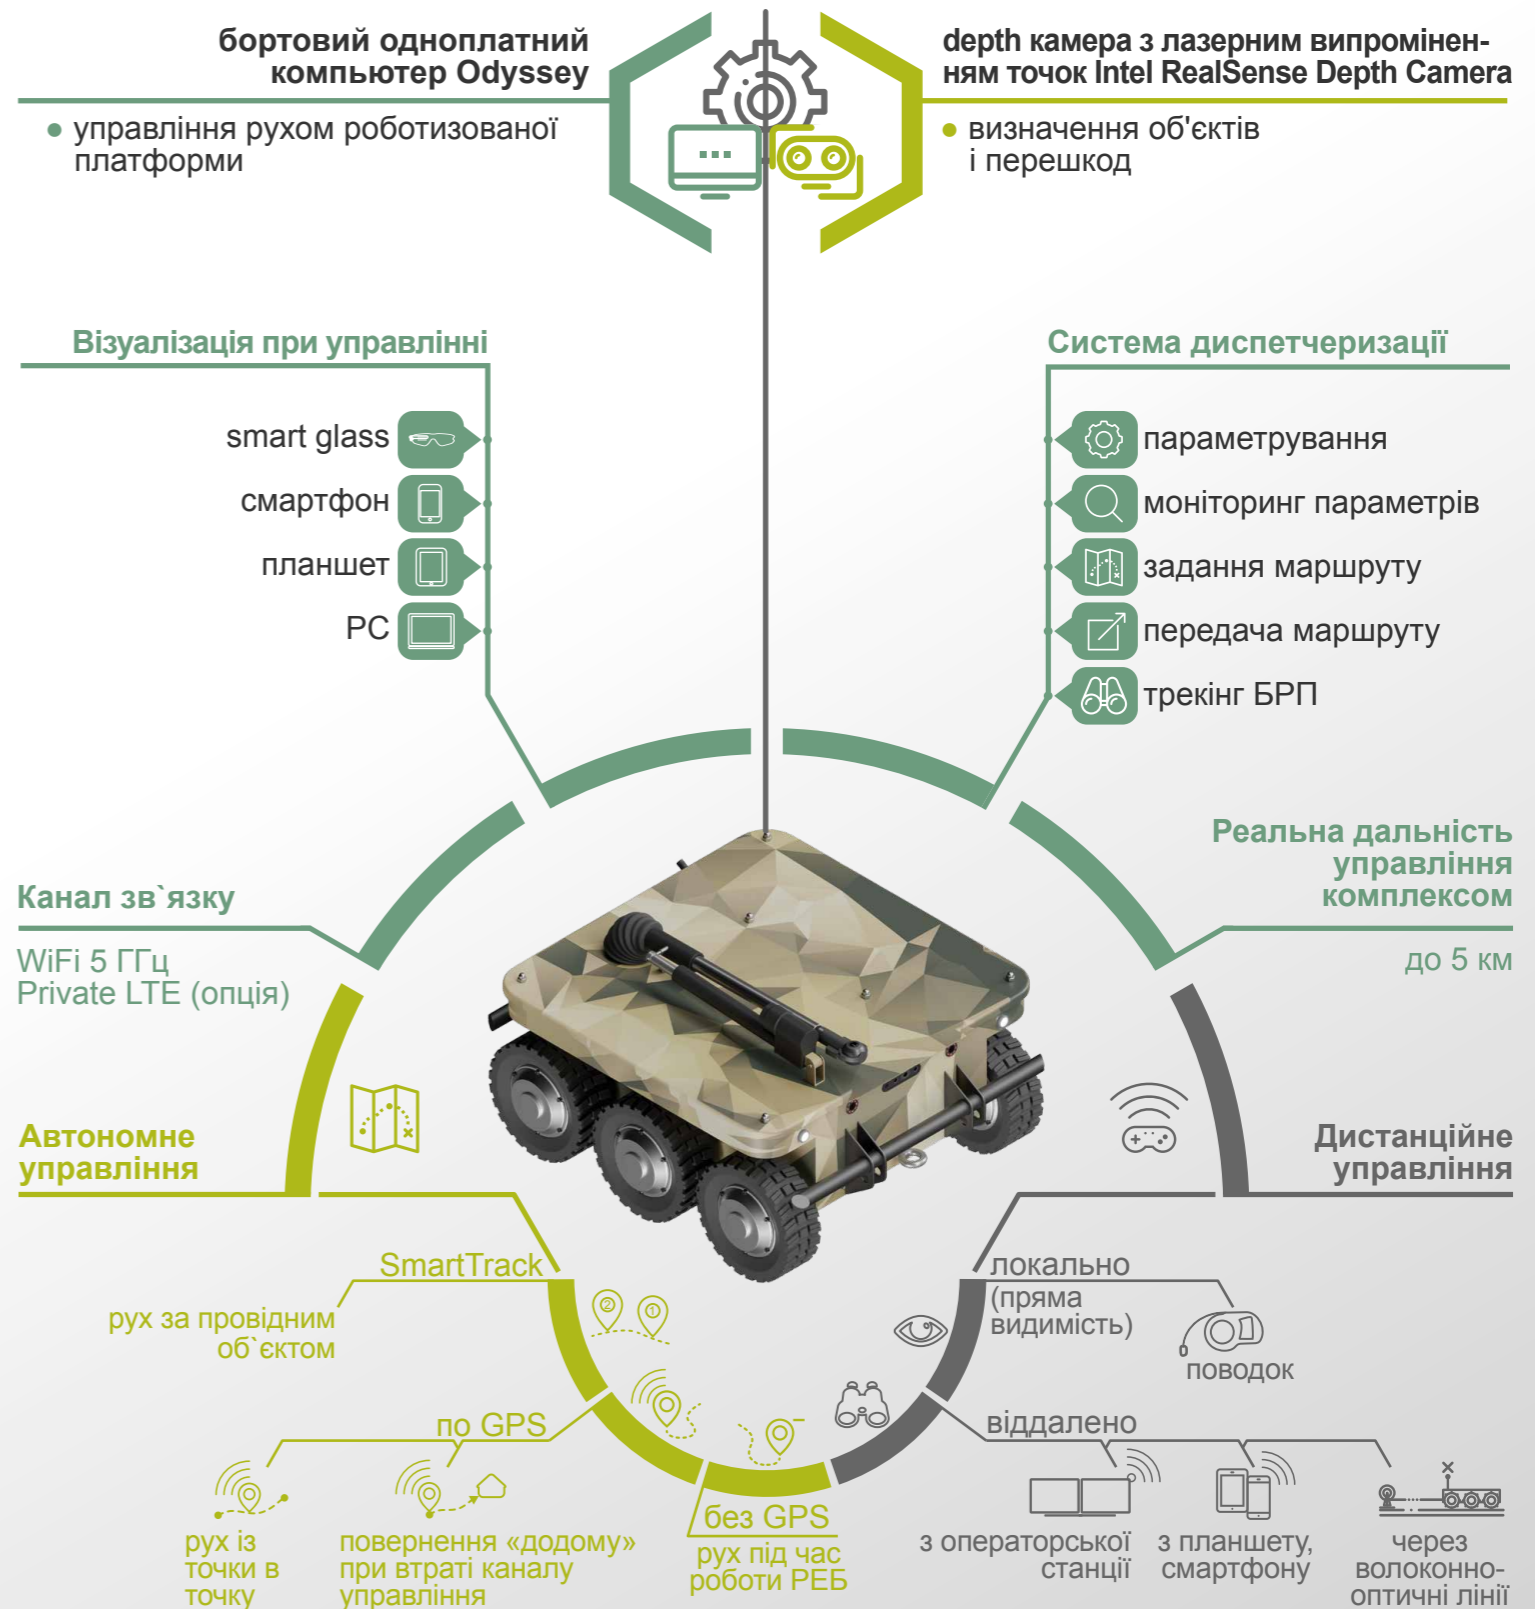 бортовий одноплатний
компьютер Odyssey
управління рухом роботизованої
платформи
depth камера з лазерним випромінен-
ням точок Intel RealSense Depth Camera
визначення об'єктів
і перешкод
Візуалізація при управлінні
smart glass
смартфон
планшет
PC
Система диспетчеризації
параметрування
моніторинг параметрів
задання маршруту
передача маршруту
трекінг БРП
Канал зв`язку
WiFi 5 ГГц
Private LTE (опція)
Реальна дальність
управління
комплексом
до 5 км
Автономне
управління
SmartTrack
рух за провідним
об`єктом
2
1
по GPS
рух із
точки в
точку
повернення «додому»
при втраті каналу
управління
без GPS
рух під час
роботи РЕБ
Дистанційне
управління
локально
(пряма
видимість)
поводок
віддалено
з операторської
станції
з планшету,
смартфону
через
волоконно-
оптичні лінії